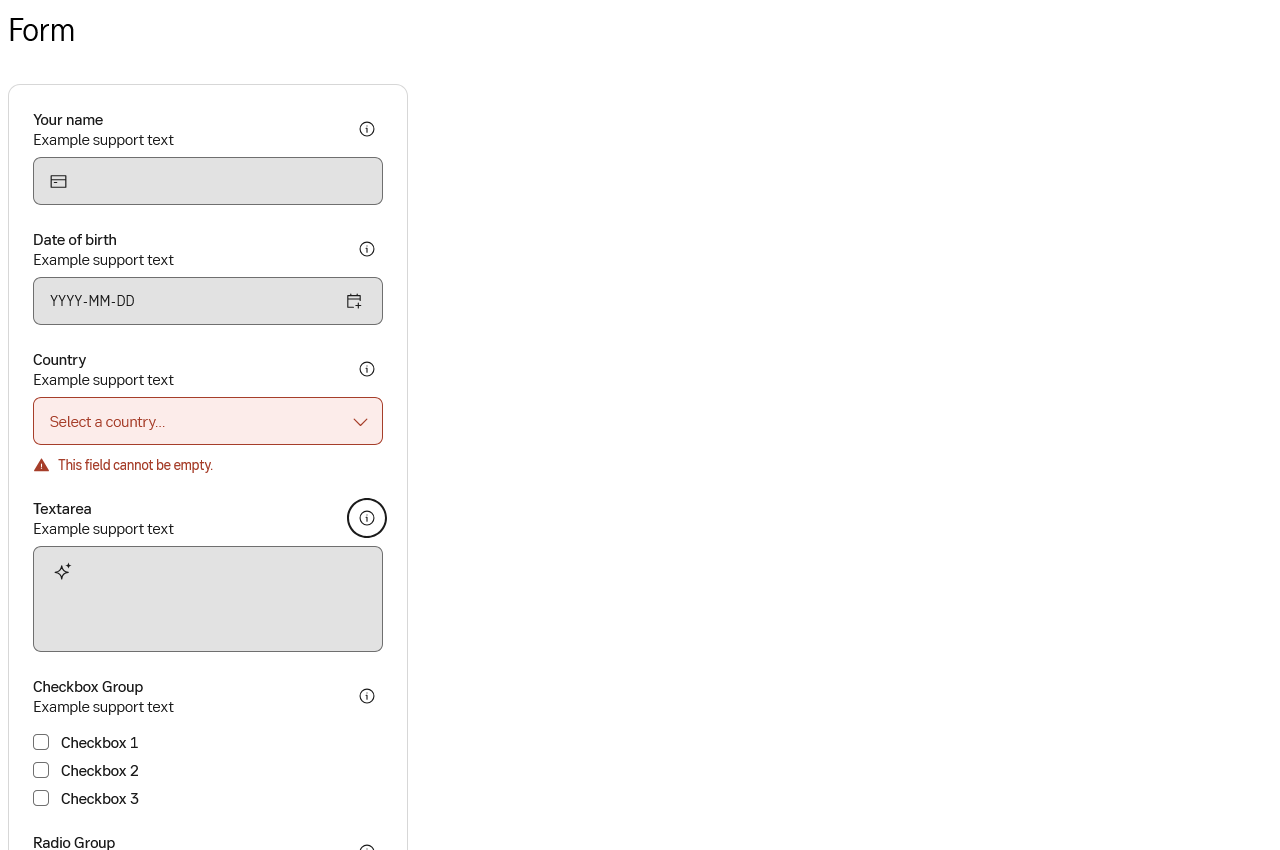 Form
Your name
Example support text
Date of birth
Example support text
YYYY-MM-DD
Country
Example support text
Select a country...
This field cannot be empty.
Textarea
Example support text
Checkbox Group
Example support text
Checkbox 1
Checkbox 2
Checkbox 3
Radio Group